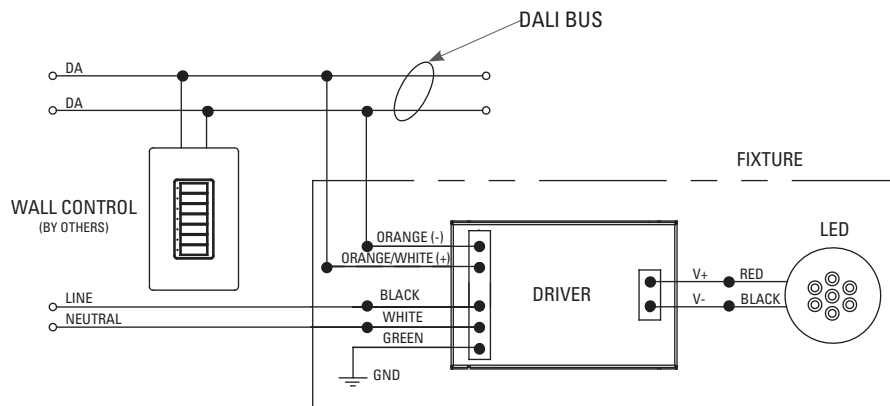 DALI BUS
DA
DA
FIXTURE
WALL CONTROL
(BY OTHERS)
LED
ORANGE (-)
ORANGE/WHITE (+)
V+
RED
DRIVER
LINE
BLACK
V-
BLACK
NEUTRAL
WHITE
GREEN
GND